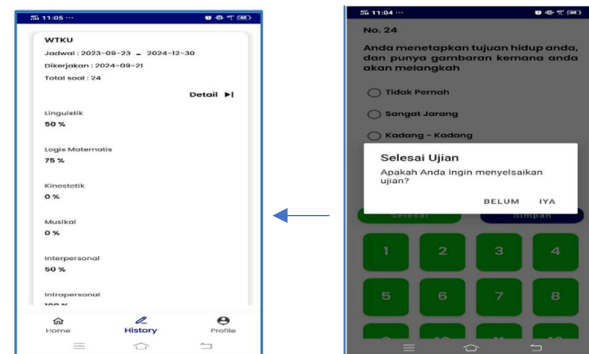 11:05
WTKU
Jadwal : 2023-09-23 - 2024-12-30
Dikerjakan : 2024-09-21
Total soal : 24
Detail
Linguistik
50 %
Logis Matematis
75 %
Kinestetik
0 %
Musikal
0 %
Interpersonal
50 %
Intrapersonal
100 %
Home
History
Profile
11:04
No. 24
Anda menetapkan tujuan hidup anda,
dan punya gambaran kemana anda
akan melangkah
Tidak Pernah
Sangat Jarang
Kadang - Kadang
Selesai Ujian
Apakah Anda Ingin menyelsaikan
ujian?
BELUM IYA
Selesai Simpan
1 2 3 4
5 6 7 8